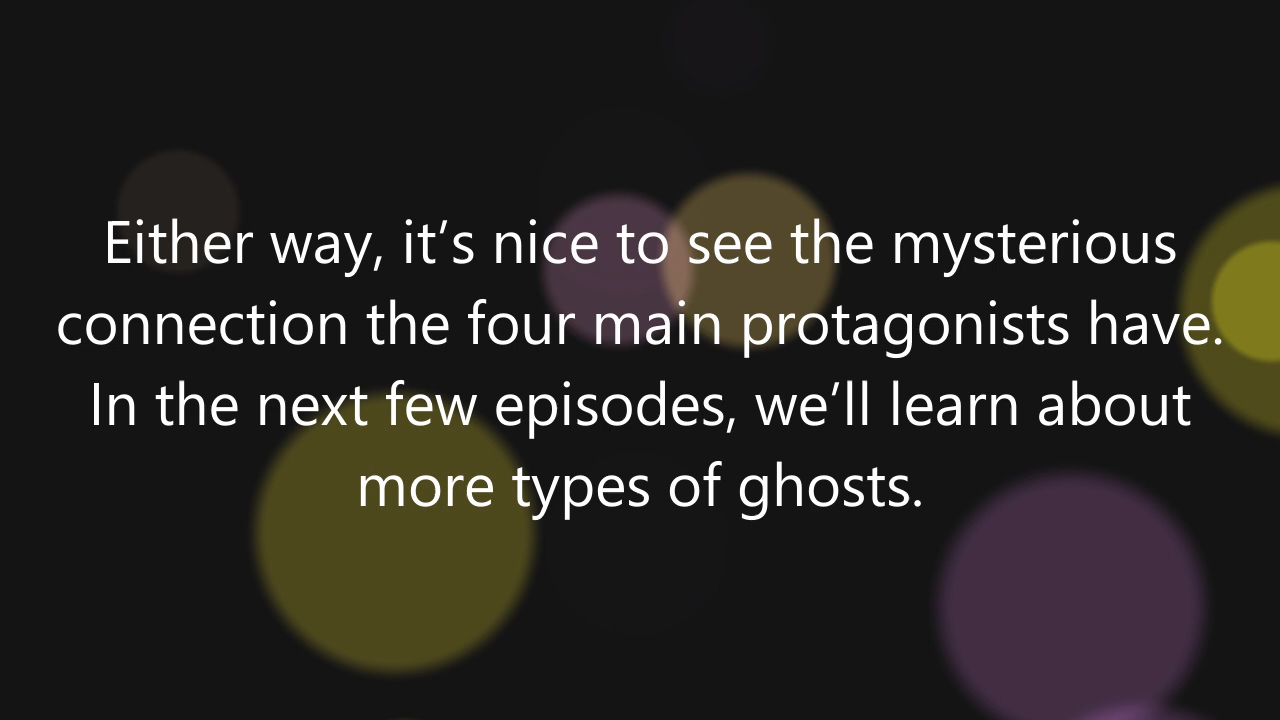 Either way, it’s nice to see the mysterious
connection the four main protagonists have.
In the next few episodes, we’ll learn about
more types of ghosts.